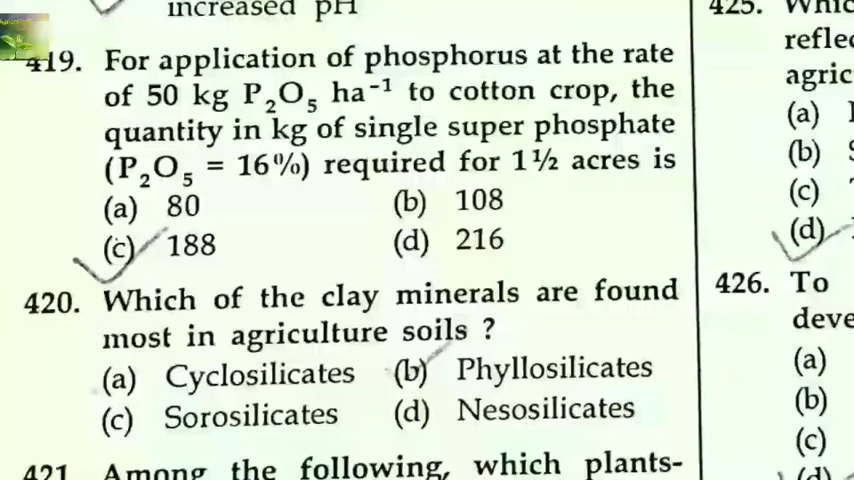 increased pH
419. For application of phosphorus at the rate
of 50 kg P₂O₅ ha⁻¹ to cotton crop, the
quantity in kg of single super phosphate
(P₂O₅ = 16%) required for 1½ acres is
(a) 80 (b) 108
(c) 188 (d) 216
420. Which of the clay minerals are found
most in agriculture soils ?
(a) Cyclosilicates (b) Phyllosilicates
(c) Sorosilicates (d) Nesosilicates
421 Among the following, which plants-
425.
(a)
(b)
(c)
(d)
426. To
(a)
(b)
(c)
(d)